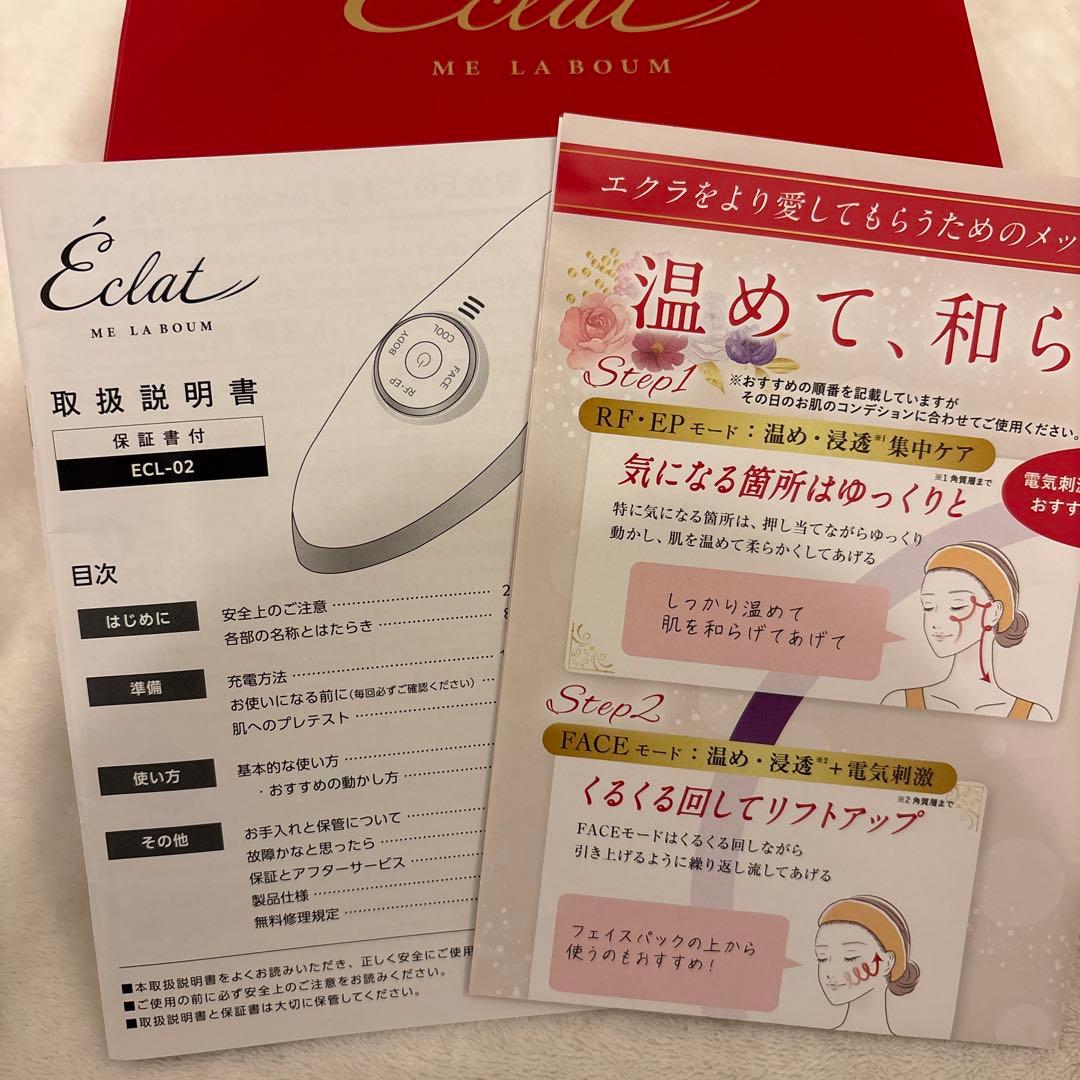 Éclat
ME LA BOUM
Éclat
ME LA BOUM
取扱説明書
保証書付
ECL-02
BODY
COOL
FACE
RF・EP
目次
はじめに
安全上のご注意 2
各部の名称とはたらき 8
準備
充電方法
お使いになる前に(毎回必ずご確認ください)
肌へのプレテスト
使い方
基本的な使い方
・おすすめの動かし方
その他
お手入れと保管について
故障かなと思ったら
保証とアフターサービス
製品仕様
無料修理規定
■本取扱説明書をよくお読みいただき、正しく安全にご使用
■ご使用の前に必ず安全上のご注意をお読みください。
■取扱説明書と保証書は大切に保管してください。
エクラをより愛してもらうためのメッ
温めて、和ら
Step1
※おすすめの順番を記載していますが
その日のお肌のコンデションに合わせてご使用ください。
RF・EPモード:温め・浸透※1集中ケア
※1 角質層まで
気になる箇所はゆっくりと
特に気になる箇所は、押し当てながらゆっくり
動かし、肌を温めて柔らかくしてあげる
電気刺激
おすす
しっかり温めて
肌を和らげてあげて
Step2
FACEモード:温め・浸透※2+電気刺激
※2 角質層まで
くるくる回してリフトアップ
FACEモードはくるくる回しながら
引き上げるように繰り返し流してあげる
フェイスパックの上から
使うのもおすすめ!